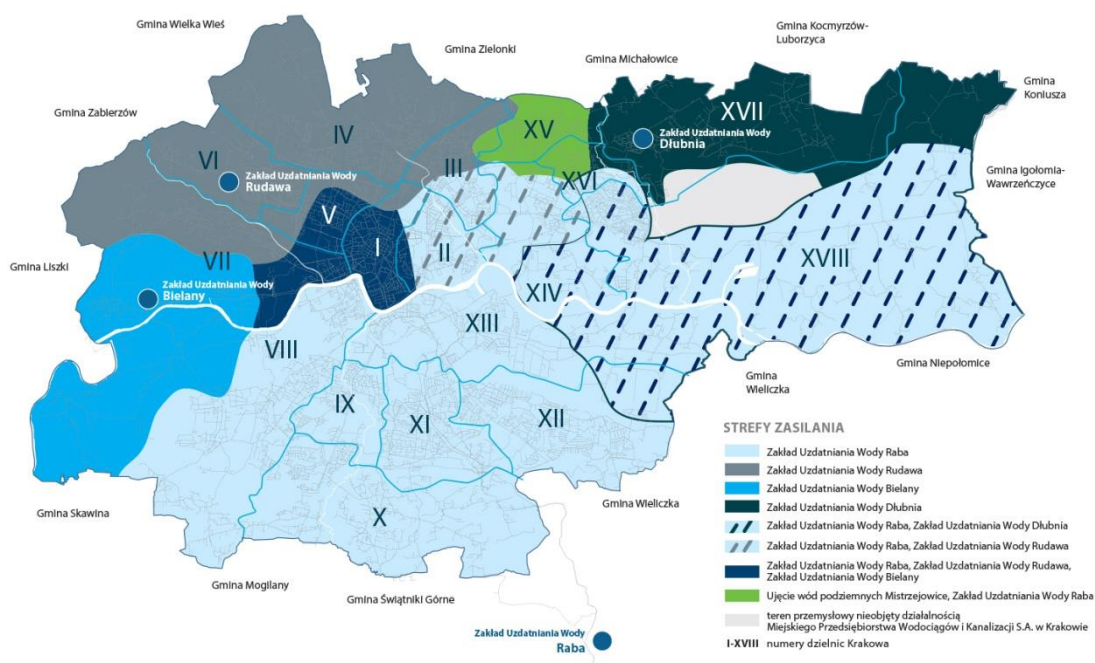 Gmina Wielka Wieś
Gmina Kocmyrzów-
Luborzyca
Gmina Zielonki
Gmina Michałowice
Gmina
Koniusza
Gmina Zabierzów
XVII
IV
XV
Zakład Uzdatniania Wody
Dłubnia
VI
III
Gmina Igołomia-
Wawrzeńczyce
Zakład Uzdatniania Wody
Rudawa
XVI
V
I
II
XVIII
Gmina Liszki
VII
Zakład Uzdatniania Wody
Bielany
XIV
XIII
VIII
Gmina Niepołomice
Gmina
Wieliczka
IX
XI
XII
X
Gmina Skawina
Gmina Wieliczka
Gmina Mogilany
Gmina Świątniki Górne
Zakład Uzdatniania Wody
Raba
STREFY ZASILANIA
Zakład Uzdatniania Wody Raba
Zakład Uzdatniania Wody Rudawa
Zakład Uzdatniania Wody Bielany
Zakład Uzdatniania Wody Dłubnia
Zakład Uzdatniania Wody Raba, Zakład Uzdatniania Wody Dłubnia
Zakład Uzdatniania Wody Raba, Zakład Uzdatniania Wody Rudawa
Zakład Uzdatniania Wody Raba, Zakład Uzdatniania Wody Rudawa,
Zakład Uzdatniania Wody Bielany
Ujęcie wód podziemnych Mistrzejowice, Zakład Uzdatniania Wody Raba
teren przemysłowy nieobjęty działalnością
Miejskiego Przedsiębiorstwa Wodociągów i Kanalizacji S.A. w Krakowie
I-XVIII numery dzielnic Krakowa